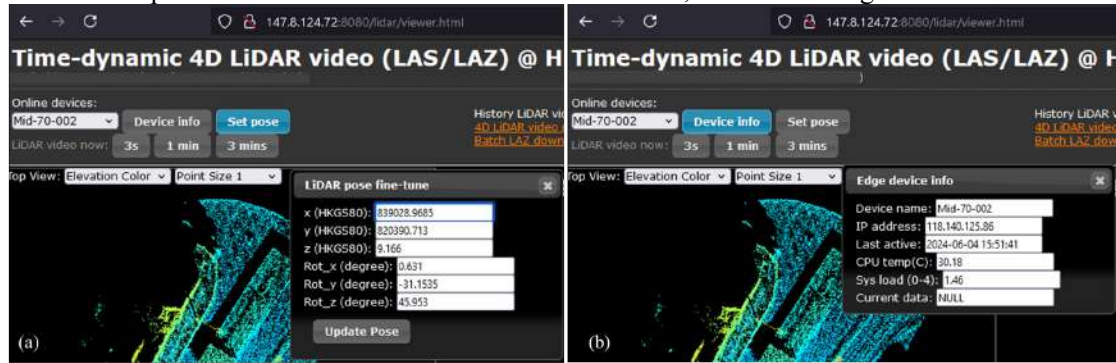 147.8.124.72:8080/lidar/viewer.html
Time-dynamic 4D LiDAR video (LAS/LAZ) @ H
Online devices:
Mid-70-002 Device info Set pose
LiDAR video now: 3s 1 min 3 mins
History LiDAR vi
4D LiDAR video
Batch LAZ down
Top View: Elevation Color Point Size 1
LiDAR pose fine-tune
x (HKGS80): 839028.9685
y (HKGS80): 820390.713
z (HKGS80): 9.166
Rot_x (degree): 0.631
Rot_y (degree): -31.1535
Rot_z (degree): 45.953
Update Pose
(a)
147.8.124.72:8080/lidar/viewer.html
Time-dynamic 4D LiDAR video (LAS/LAZ) @ H
Online devices:
Mid-70-002 Device info Set pose
LiDAR video now: 3s 1 min 3 mins
History LiDAR v
4D LiDAR video
Batch LAZ down
Top View: Elevation Color Point Size 1
Edge device info
Device name: Mid-70-002
IP address: 118.140.125.86
Last active: 2024-06-04 15:51:41
CPU temp(C): 30.18
Sys load (0-4): 1.46
Current data: NULL
(b)